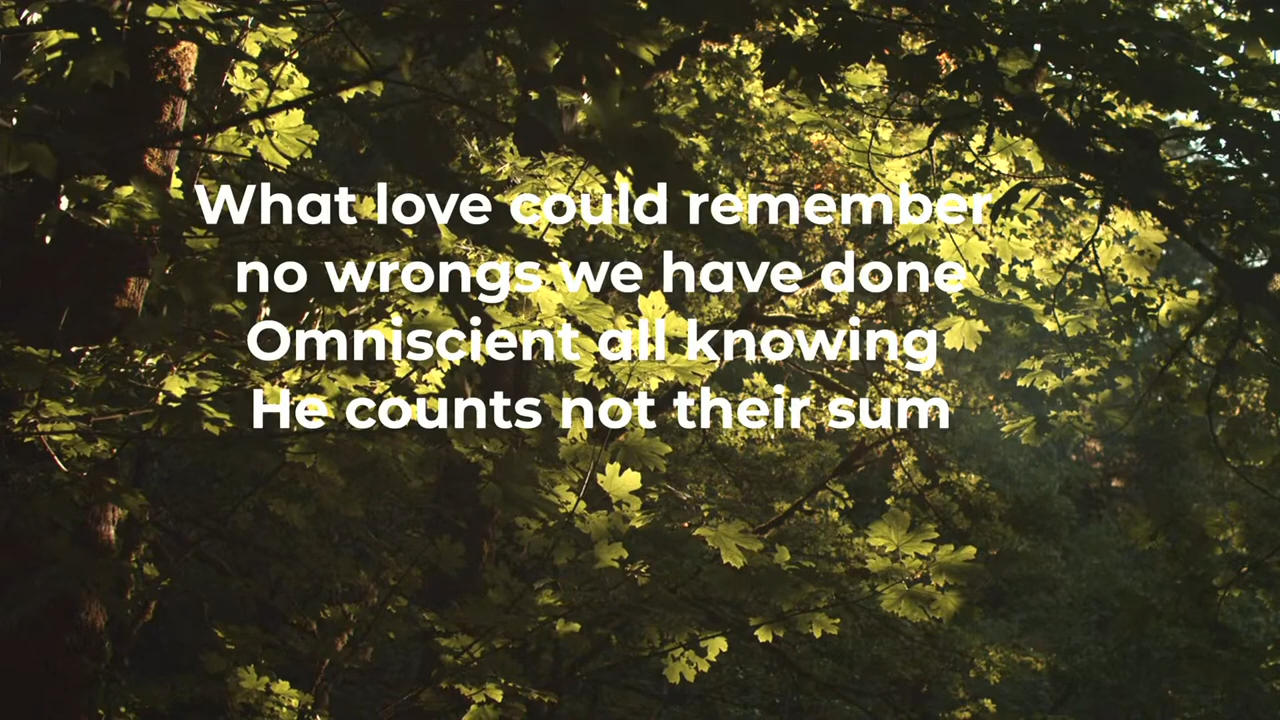 What love could remember
no wrongs we have done
Omniscient all knowing
He counts not their sum